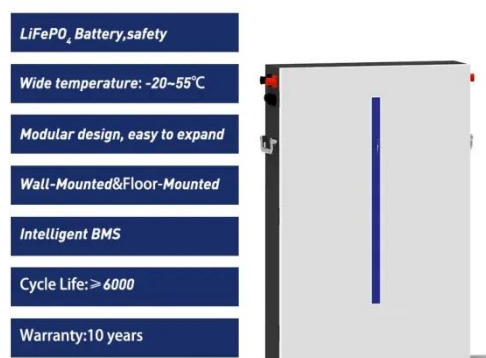 LiFePO₄ Battery,safety
Wide temperature: -20~55℃
Modular design, easy to expand
Wall-Mounted&Floor-Mounted
Intelligent BMS
Cycle Life:≥6000
Warranty:10 years